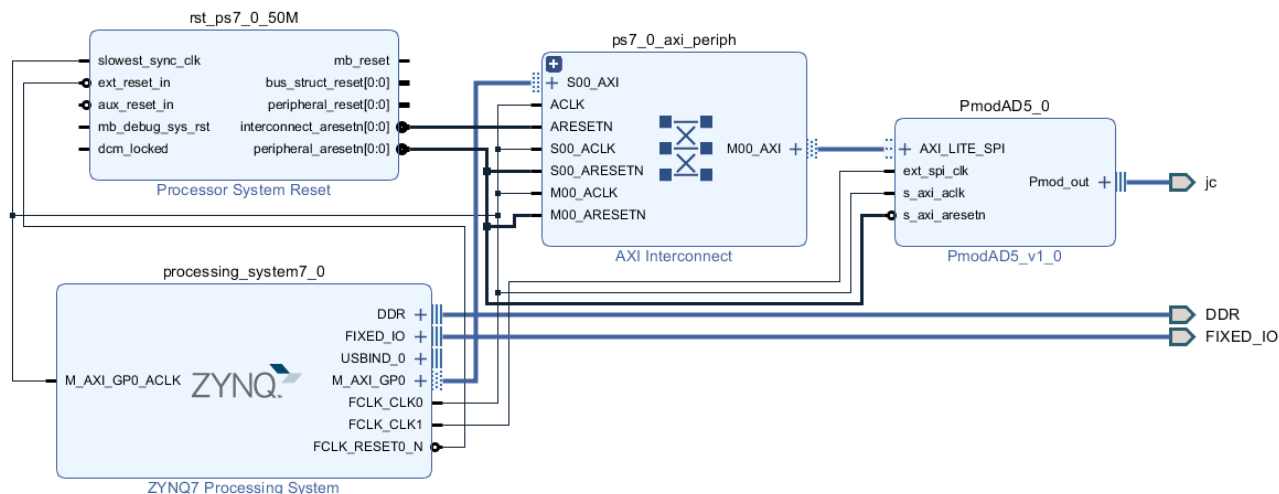 rst_ps7_0_50M
slowest_sync_clk
ext_reset_in
aux_reset_in
mb_debug_sys_rst
dcm_locked
mb_reset
bus_struct_reset[0:0]
peripheral_reset[0:0]
interconnect_aresetn[0:0]
peripheral_aresetn[0:0]
Processor System Reset
ps7_0_axi_periph
S00_AXI
ACLK
ARESETN
S00_ACLK
S00_ARESETN
M00_ACLK
M00_ARESETN
M00_AXI
AXI Interconnect
PmodAD5_0
AXI_LITE_SPI
ext_spi_clk
s_axi_aclk
s_axi_aresetn
Pmod_out
PmodAD5_v1_0
jc
processing_system7_0
M_AXI_GP0_ACLK
ZYNQ
DDR
FIXED_IO
USBIND_0
M_AXI_GP0
FCLK_CLK0
FCLK_CLK1
FCLK_RESET0_N
ZYNQ7 Processing System
DDR
FIXED_IO